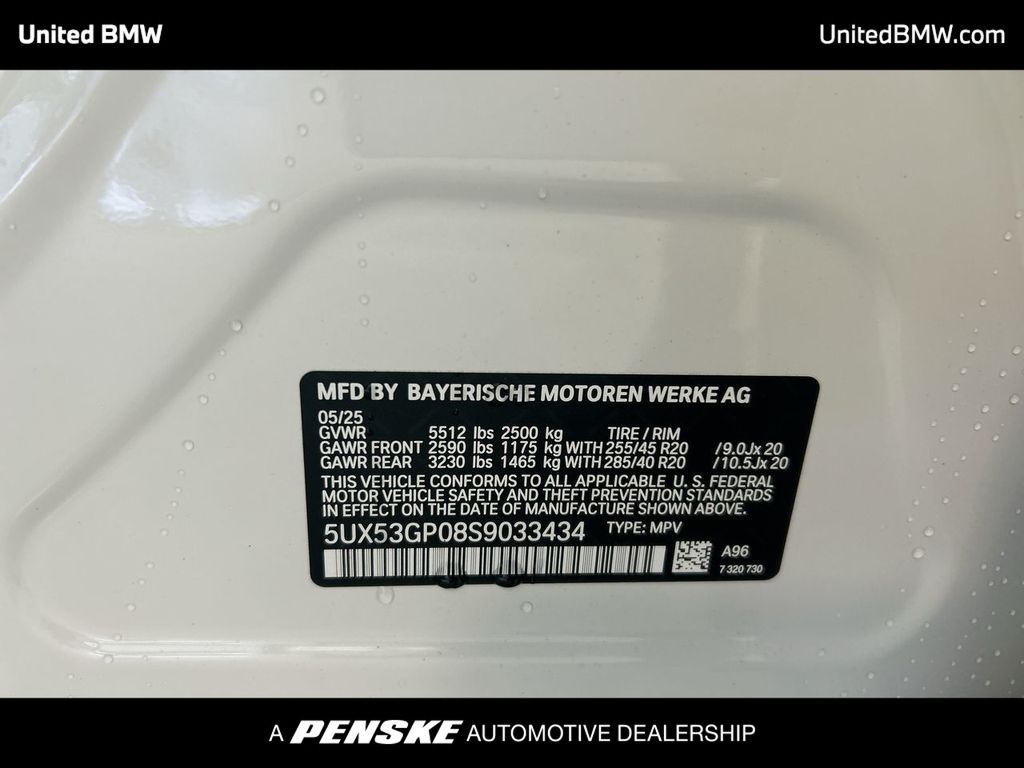 United BMW
UnitedBMW.com
MFD BY BAYERISCHE MOTOREN WERKE AG
05/25
GVWR 5512 lbs 2500 kg TIRE / RIM
GAWR FRONT 2590 lbs 1175 kg WITH 255/45 R20 /9.0Jx 20
GAWR REAR 3230 lbs 1465 kg WITH 285/40 R20 /10.5Jx 20
THIS VEHICLE CONFORMS TO ALL APPLICABLE U. S. FEDERAL
MOTOR VEHICLE SAFETY AND THEFT PREVENTION STANDARDS
IN EFFECT ON THE DATE OF MANUFACTURE SHOWN ABOVE.
5UX53GP08S9033434 TYPE: MPV
A96
7 320 730
A PENSKE AUTOMOTIVE DEALERSHIP